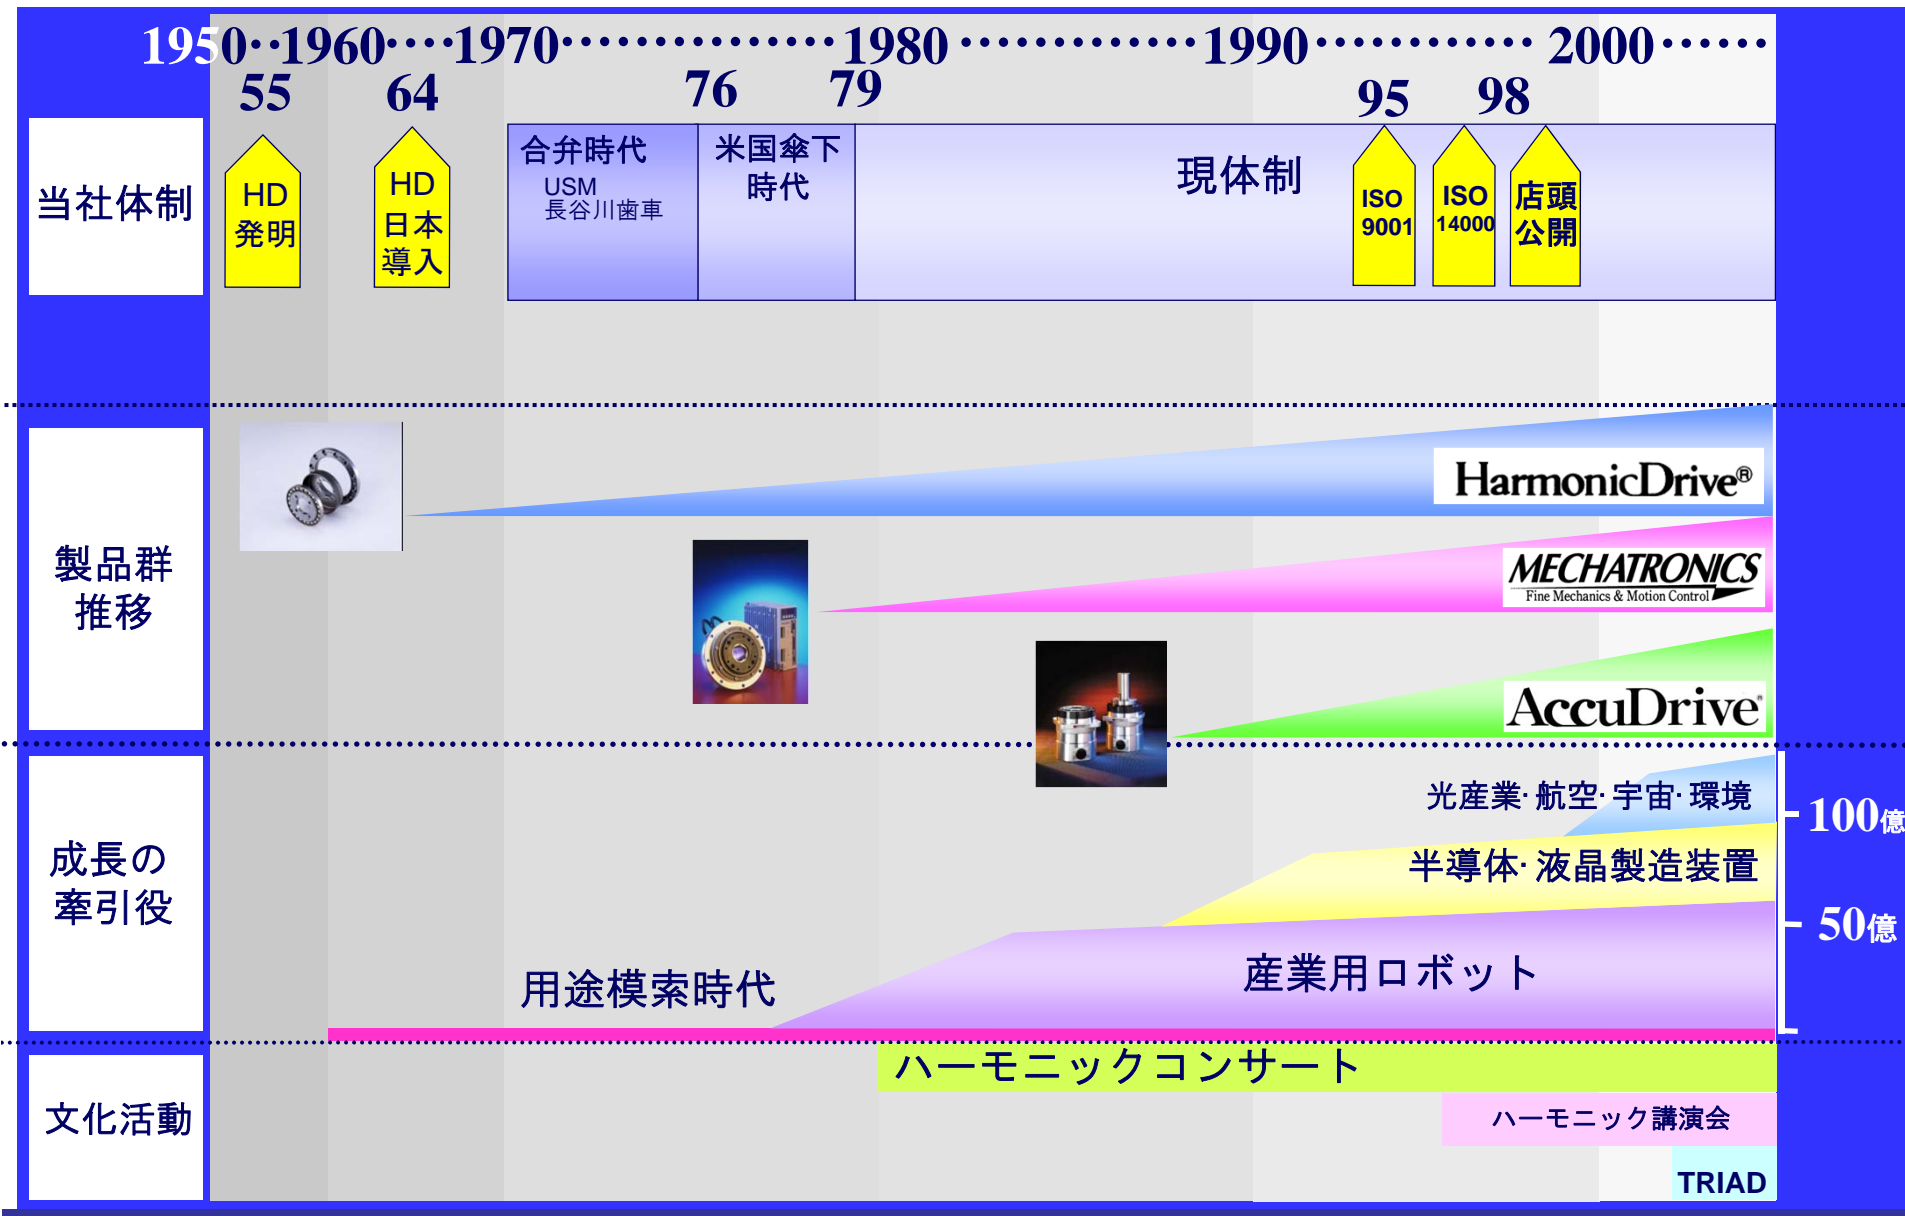 1950‥1960‥‥1970‥‥‥‥‥‥‥1980‥‥‥‥‥‥1990‥‥‥‥‥‥2000‥‥‥
55 64 76 79 95 98
当社体制
HD
発明
HD
日本
導入
合弁時代
USM
長谷川歯車
米国傘下
時代
現体制
ISO
9001
ISO
14000
店頭
公開
製品群
推移
HarmonicDrive®
MECHATRONICS
Fine Mechanics & Motion Control
AccuDrive®
成長の
牽引役
光産業・航空・宇宙・環境
100億
半導体・液晶製造装置
50億
用途模索時代
産業用ロボット
文化活動
ハーモニックコンサート
ハーモニック講演会
TRIAD